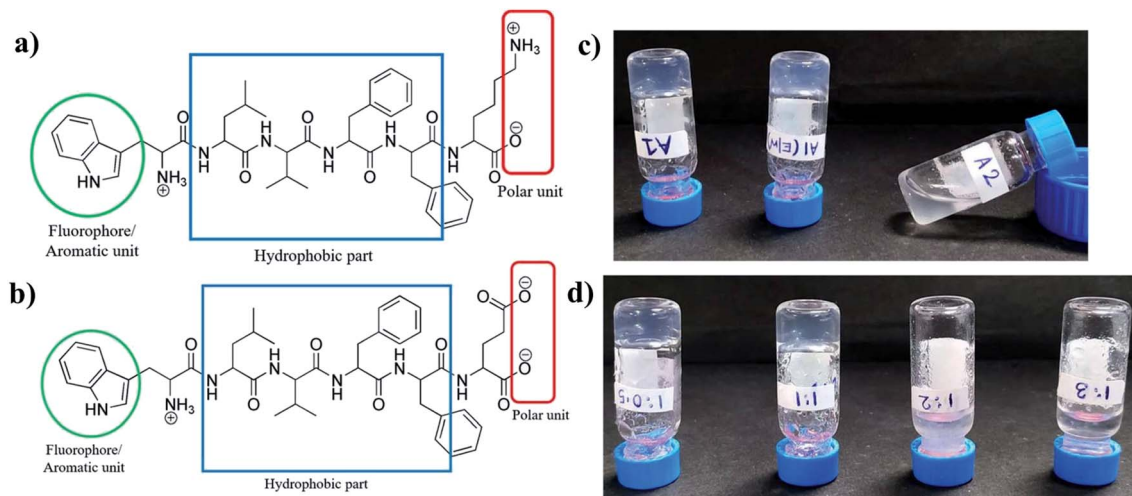 a)
⊕
NH₃
O
H
N
O
H
N
O
O
⊖
N
H
O
N
H
O
N
H
O
HN
NH₃
⊕
Polar unit
Fluorophore/
Aromatic unit
Hydrophobic part
b)
O
O
⊖
O
H
N
O
H
N
O
O
⊖
N
H
O
N
H
O
N
H
O
HN
NH₃
⊕
Polar unit
Fluorophore/
Aromatic unit
Hydrophobic part
c)
A1
A1(E|W)
A2
d)
1:0.5
1:1
1:2
1:3